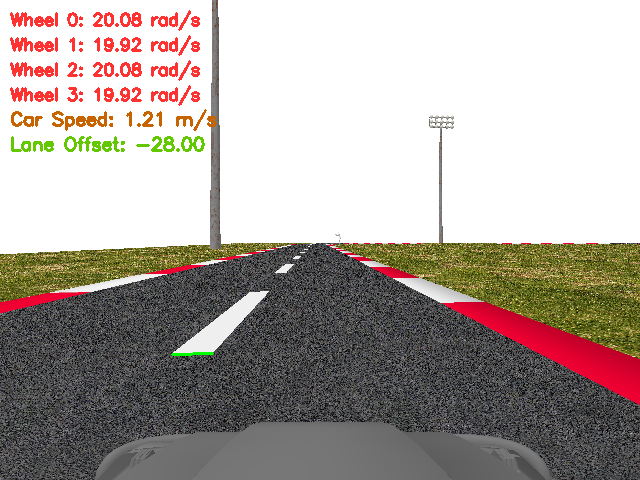 Wheel 0: 20.08 rad/s
Wheel 1: 19.92 rad/s
Wheel 2: 20.08 rad/s
Wheel 3: 19.92 rad/s
Car Speed: 1.21 m/s
Lane Offset: -28.00